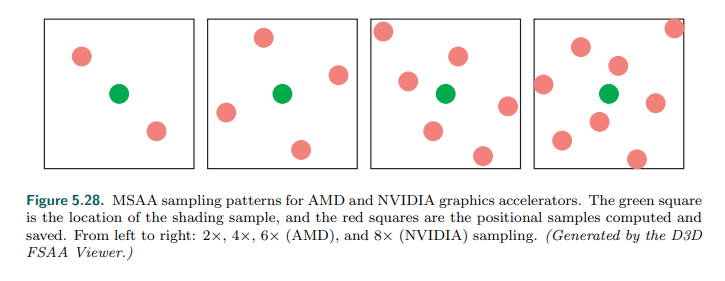 Figure 5.28. MSAA sampling patterns for AMD and NVIDIA graphics accelerators. The green square
is the location of the shading sample, and the red squares are the positional samples computed and
saved. From left to right: 2×, 4×, 6× (AMD), and 8× (NVIDIA) sampling. (Generated by the D3D
FSAA Viewer.)